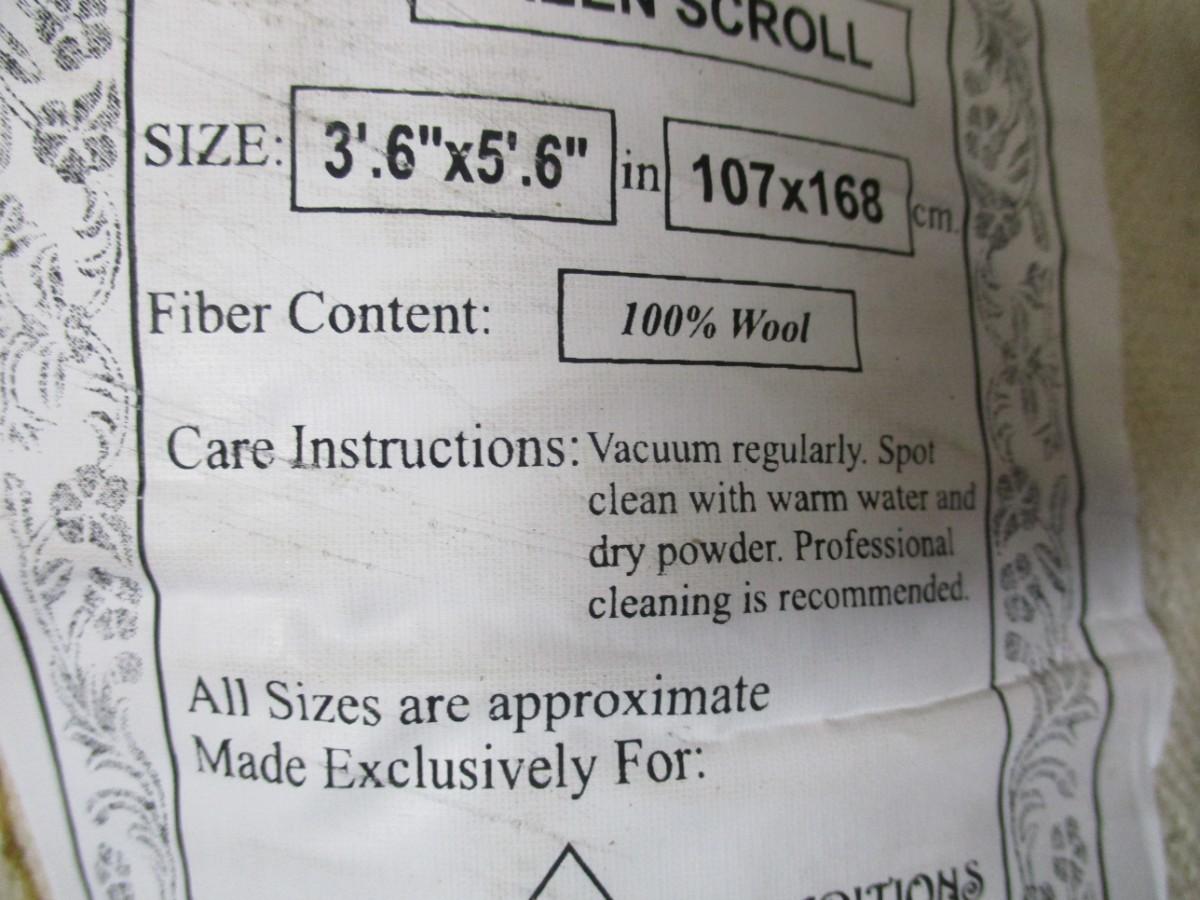 SCROLL
SIZE: 3'.6"x5'.6" in 107x168 cm.
Fiber Content: 100% Wool
Care Instructions: Vacuum regularly. Spot
clean with warm water and
dry powder. Professional
cleaning is recommended.
All Sizes are approximate
Made Exclusively For: